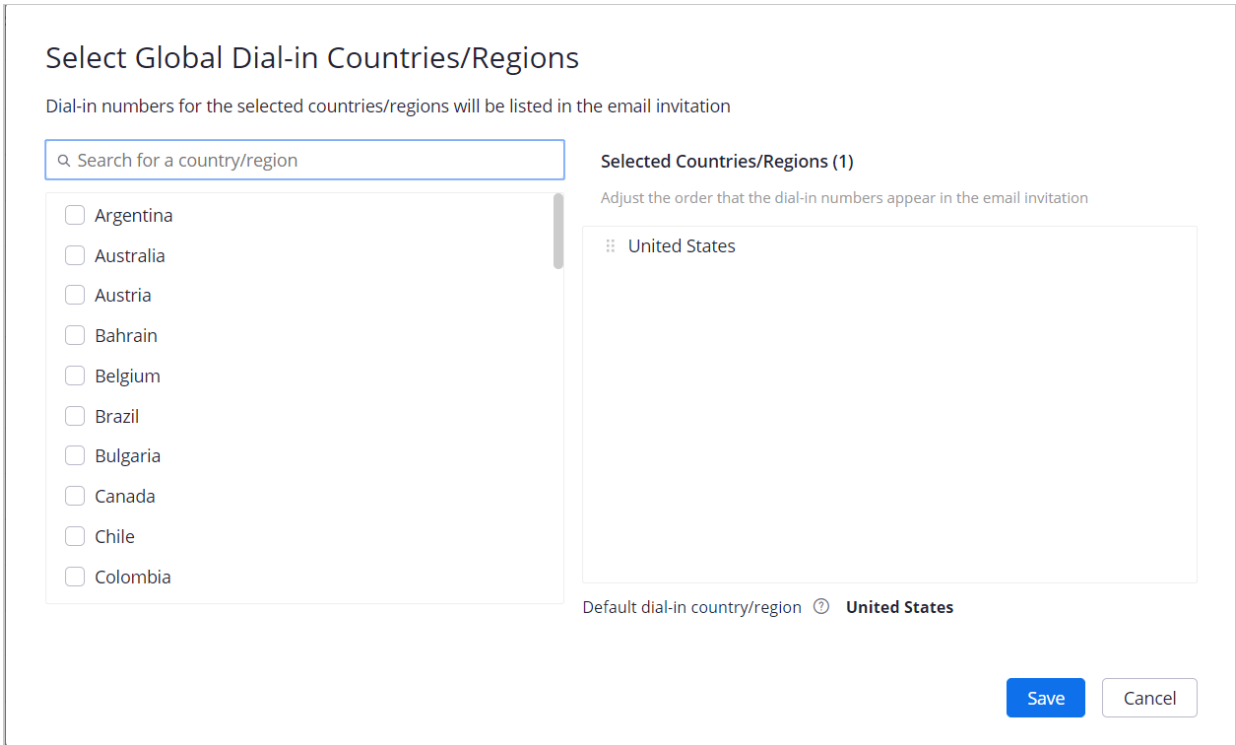 Select Global Dial-in Countries/Regions
Dial-in numbers for the selected countries/regions will be listed in the email invitation
Search for a country/region
Argentina
Australia
Austria
Bahrain
Belgium
Brazil
Bulgaria
Canada
Chile
Colombia
Selected Countries/Regions (1)
Adjust the order that the dial-in numbers appear in the email invitation
United States
Default dial-in country/region ? United States
Save Cancel